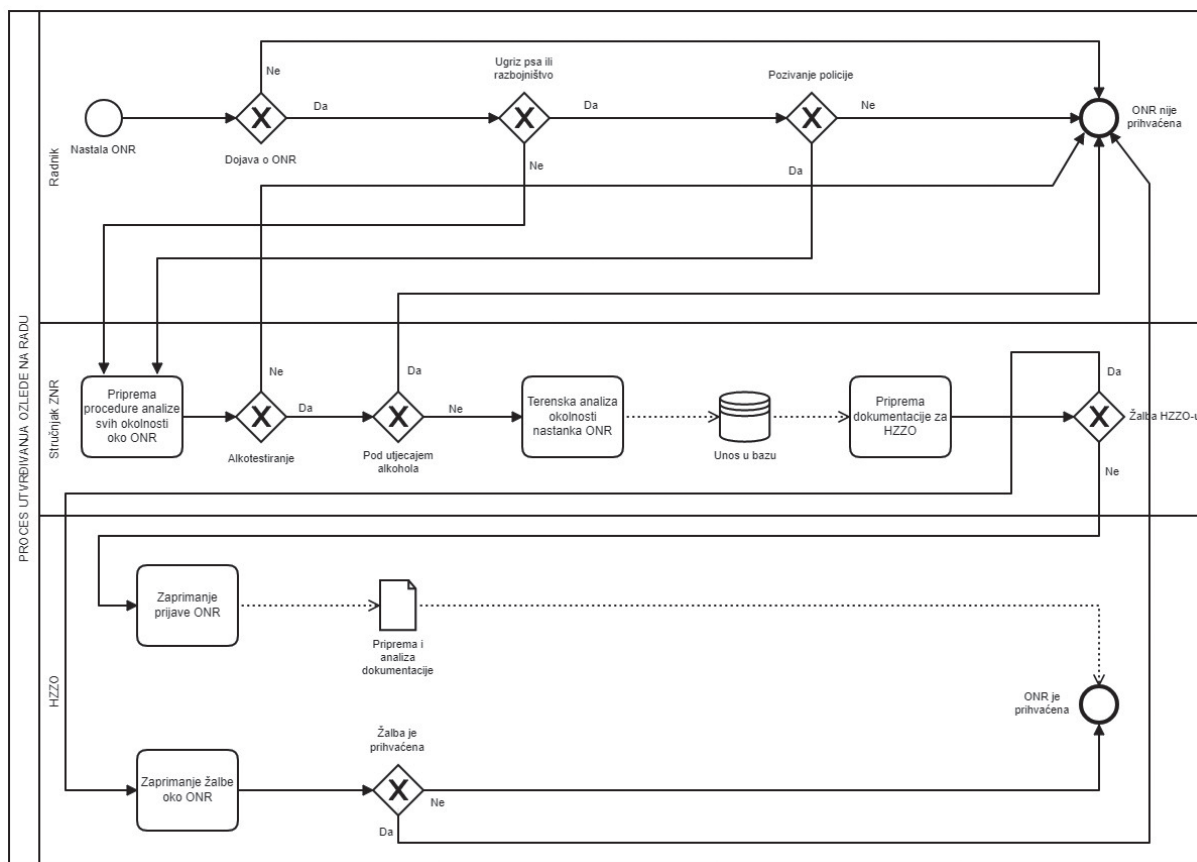 PROCES UTVRĐIVANJA OZLEDE NA RADU
Radnik
Nastala ONR
Ne
Da
Dojava o ONR
Ugriz psa ili
razbojništvo
Da
Ne
Pozivanje policije
Ne
Da
ONR nije
prihvaćena
Stručnjak ZNR
Priprema
procedure analize
svih okolnosti
oko ONR
Ne
Da
Alkotestiranje
Da
Ne
Pod utjecajem
alkohola
Terenska analiza
okolnosti
nastanka ONR
Unos u bazu
Priprema
dokumentacije za
HZZO
Da
Žalba HZZO-u
Ne
HZZO
Zaprimanje
prijave ONR
Priprema i
analiza
dokumentacije
ONR je
prihvaćena
Zaprimanje žalbe
oko ONR
Žalba je
prihvaćena
Ne
Da